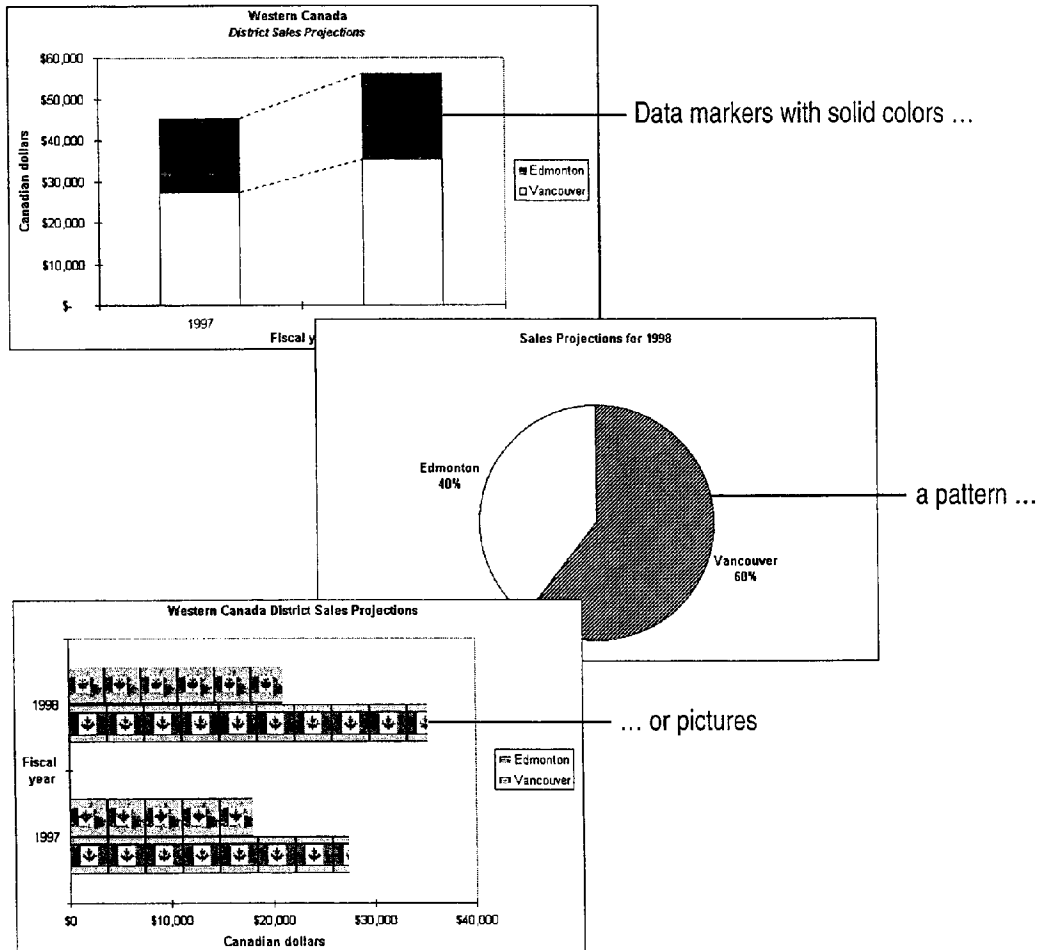 Western Canada
District Sales Projections
$60,000
$50,000
$40,000
$30,000
$20,000
$10,000
$-
Canadian dollars
1997
Fiscal y
Edmonton
Vancouver
Data markers with solid colors ...
Sales Projections for 1998
Edmonton
40%
Vancouver
60%
a pattern ...
Western Canada District Sales Projections
1998
Fiscal
year
1997
$0 $10,000 $20,000 $30,000 $40,000
Canadian dollars
Edmonton
Vancouver
... or pictures